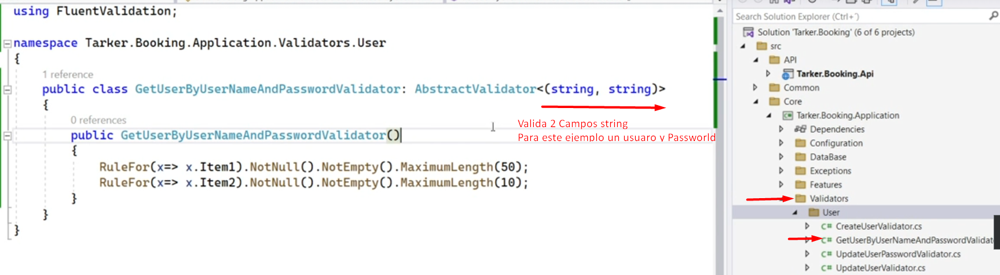 using FluentValidation;
namespace Tarker.Booking.Application.Validators.User
{
1 reference
public class GetUserByUserNameAndPasswordValidator: AbstractValidator<(string, string)>
{
0 references
public GetUserByUserNameAndPasswordValidator()
{
RuleFor(x=> x.Item1).NotNull().NotEmpty().MaximumLength(50);
RuleFor(x=> x.Item2).NotNull().NotEmpty().MaximumLength(10);
}
}
}
Valida 2 Campos string
Para este ejemplo un usuaro y Passworld
Search Solution Explorer (Ctrl+´)
Solution 'Tarker.Booking' (6 of 6 projects)
src
API
Tarker.Booking.Api
Common
Core
Tarker.Booking.Application
Dependencies
Configuration
DataBase
Exceptions
Features
Validators
User
C# CreateUserValidator.cs
C# GetUserByUserNameAndPasswordValidat
C# UpdateUserPasswordValidator.cs
C# UpdateUserValidator.cs